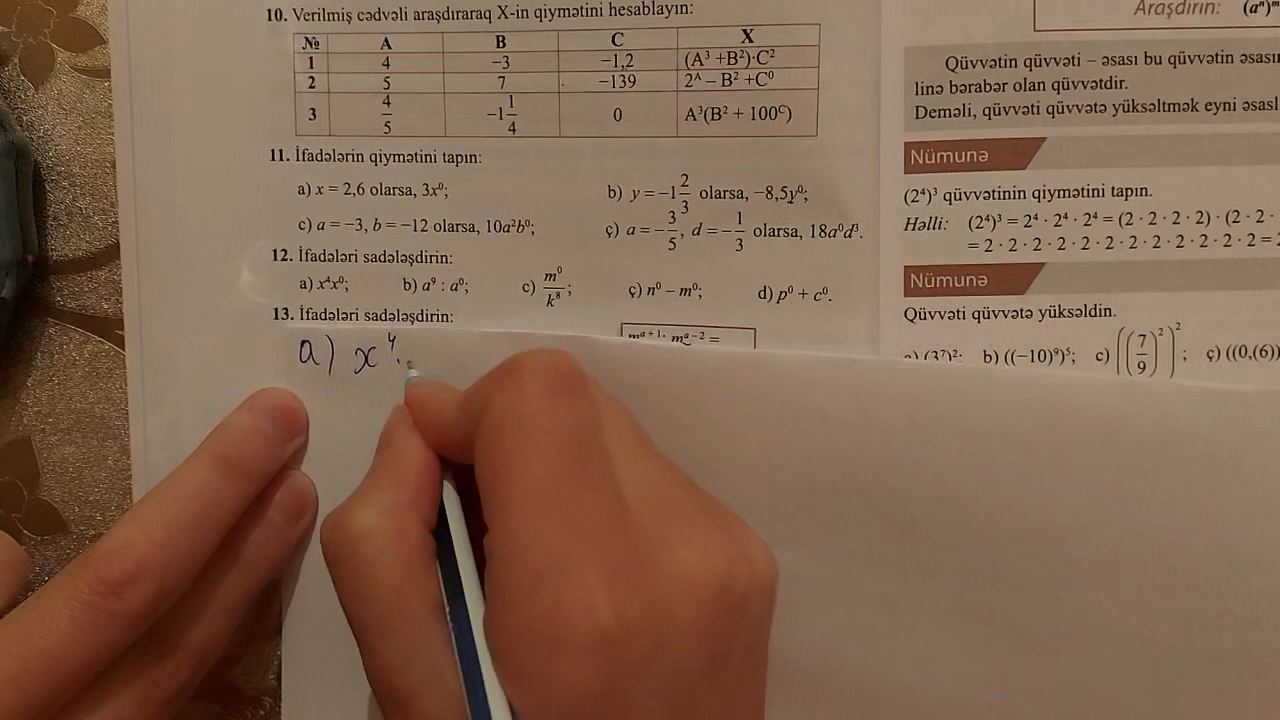 10. Verilmiş cədvəli araşdıraraq X-in qiymətini hesablayın:
№ A B C X
1 4 −3 −1,2 (A³ +B²)·C²
2 5 7 −139 2ᴬ − B² +C⁰
3 4/5 −1 1/4 0 A³(B² + 100ᶜ)
11. İfadələrin qiymətini tapın:
a) x = 2,6 olarsa, 3x⁰; b) y = −1 2/3 olarsa, −8,5y⁰;
c) a = −3, b = −12 olarsa, 10a²b⁰; ç) a = −3/5, d = −1/3 olarsa, 18a⁰d³.
12. İfadələri sadələşdirin:
a) x⁴x⁰; b) a⁹ : a⁰; c) m⁰/k⁸; ç) n⁰ − m⁰; d) p⁰ + c⁰.
13. İfadələri sadələşdirin:
a) x⁴ ·
Araşdırın: (aⁿ)ᵐ
Qüvvətin qüvvəti – əsası bu qüvvətin
linə bərabər olan qüvvətdir.
Deməli, qüvvəti qüvvətə yüksəltmək eyni
Nümunə
(2⁴)³ qüvvətinin qiymətini tapın.
Həlli: (2⁴)³ = 2⁴ · 2⁴ · 2⁴ = (2 · 2 · 2 · 2) · (2 · 2 ·
= 2 · 2 · 2 · 2 · 2 · 2 · 2 · 2 · 2 · 2 · 2 · 2 =
Nümunə
Qüvvəti qüvvətə yüksəldin.
b) ((−10)⁹)⁵; c) ((7/9)²)²; ç) ((0,(6))